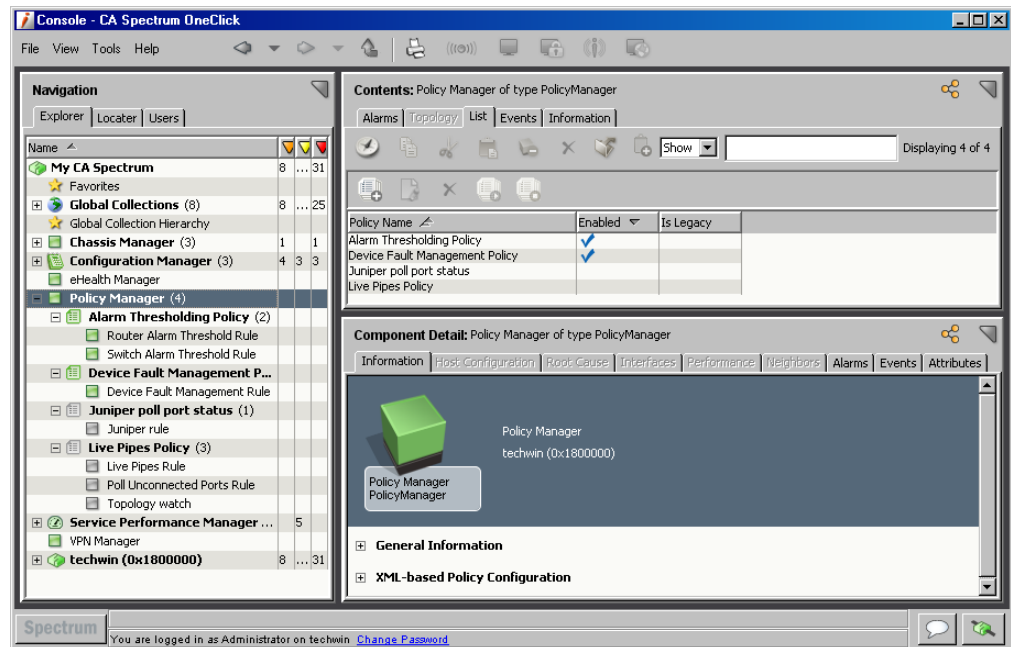 Console - CA Spectrum OneClick
File View Tools Help
Navigation
Explorer Locater Users
Name
My CA Spectrum 8 ... 31
Favorites
Global Collections (8) 8 ... 25
Global Collection Hierarchy
Chassis Manager (3) 1 1
Configuration Manager (3) 4 3 3
eHealth Manager
Policy Manager (4)
Alarm Thresholding Policy (2)
Router Alarm Threshold Rule
Switch Alarm Threshold Rule
Device Fault Management P...
Device Fault Management Rule
Juniper poll port status (1)
Juniper rule
Live Pipes Policy (3)
Live Pipes Rule
Poll Unconnected Ports Rule
Topology watch
Service Performance Manager ... 5
VPN Manager
techwin (0x1800000) 8 ... 31
Contents: Policy Manager of type PolicyManager
Alarms Topology List Events Information
Show Displaying 4 of 4
Policy Name Enabled Is Legacy
Alarm Thresholding Policy
Device Fault Management Policy
Juniper poll port status
Live Pipes Policy
Component Detail: Policy Manager of type PolicyManager
Information Host Configuration Root Cause Interfaces Performance Neighbors Alarms Events Attributes
Policy Manager
techwin (0x1800000)
Policy Manager
PolicyManager
General Information
XML-based Policy Configuration
Spectrum
You are logged in as Administrator on techwin Change Password